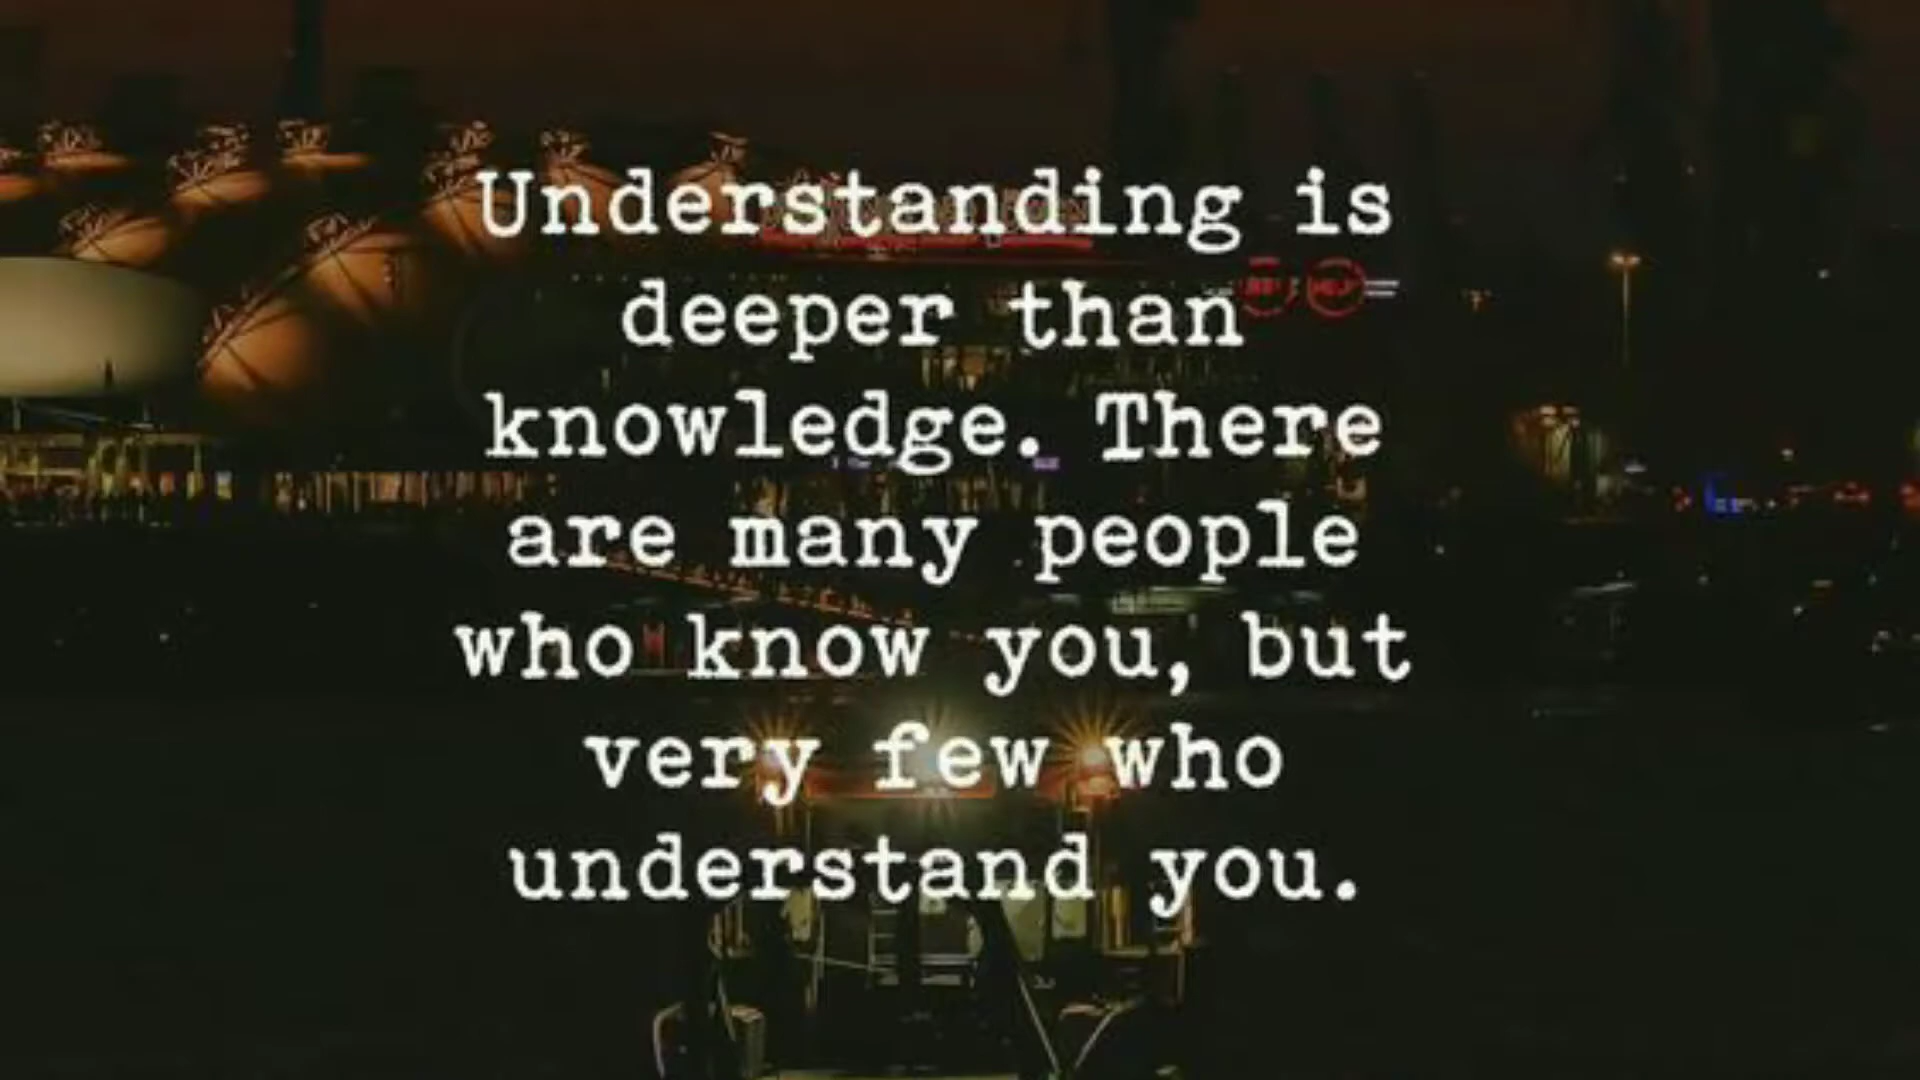 Understanding is
deeper than
knowledge. There
are many people
who know you, but
very few who
understand you.